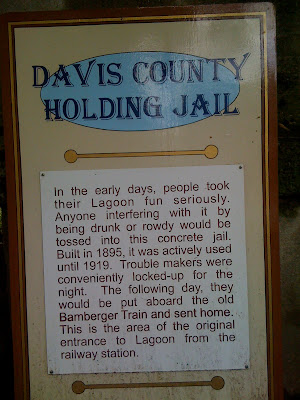 DAVIS COUNTY
HOLDING JAIL
In the early days, people took
their Lagoon fun seriously.
Anyone interfering with it by
being drunk or rowdy would be
tossed into this concrete jail.
Built in 1895, it was actively used
until 1919. Trouble makers were
conveniently locked-up for the
night. The following day, they
would be put aboard the old
Bamberger Train and sent home.
This is the area of the original
entrance to Lagoon from the
railway station.